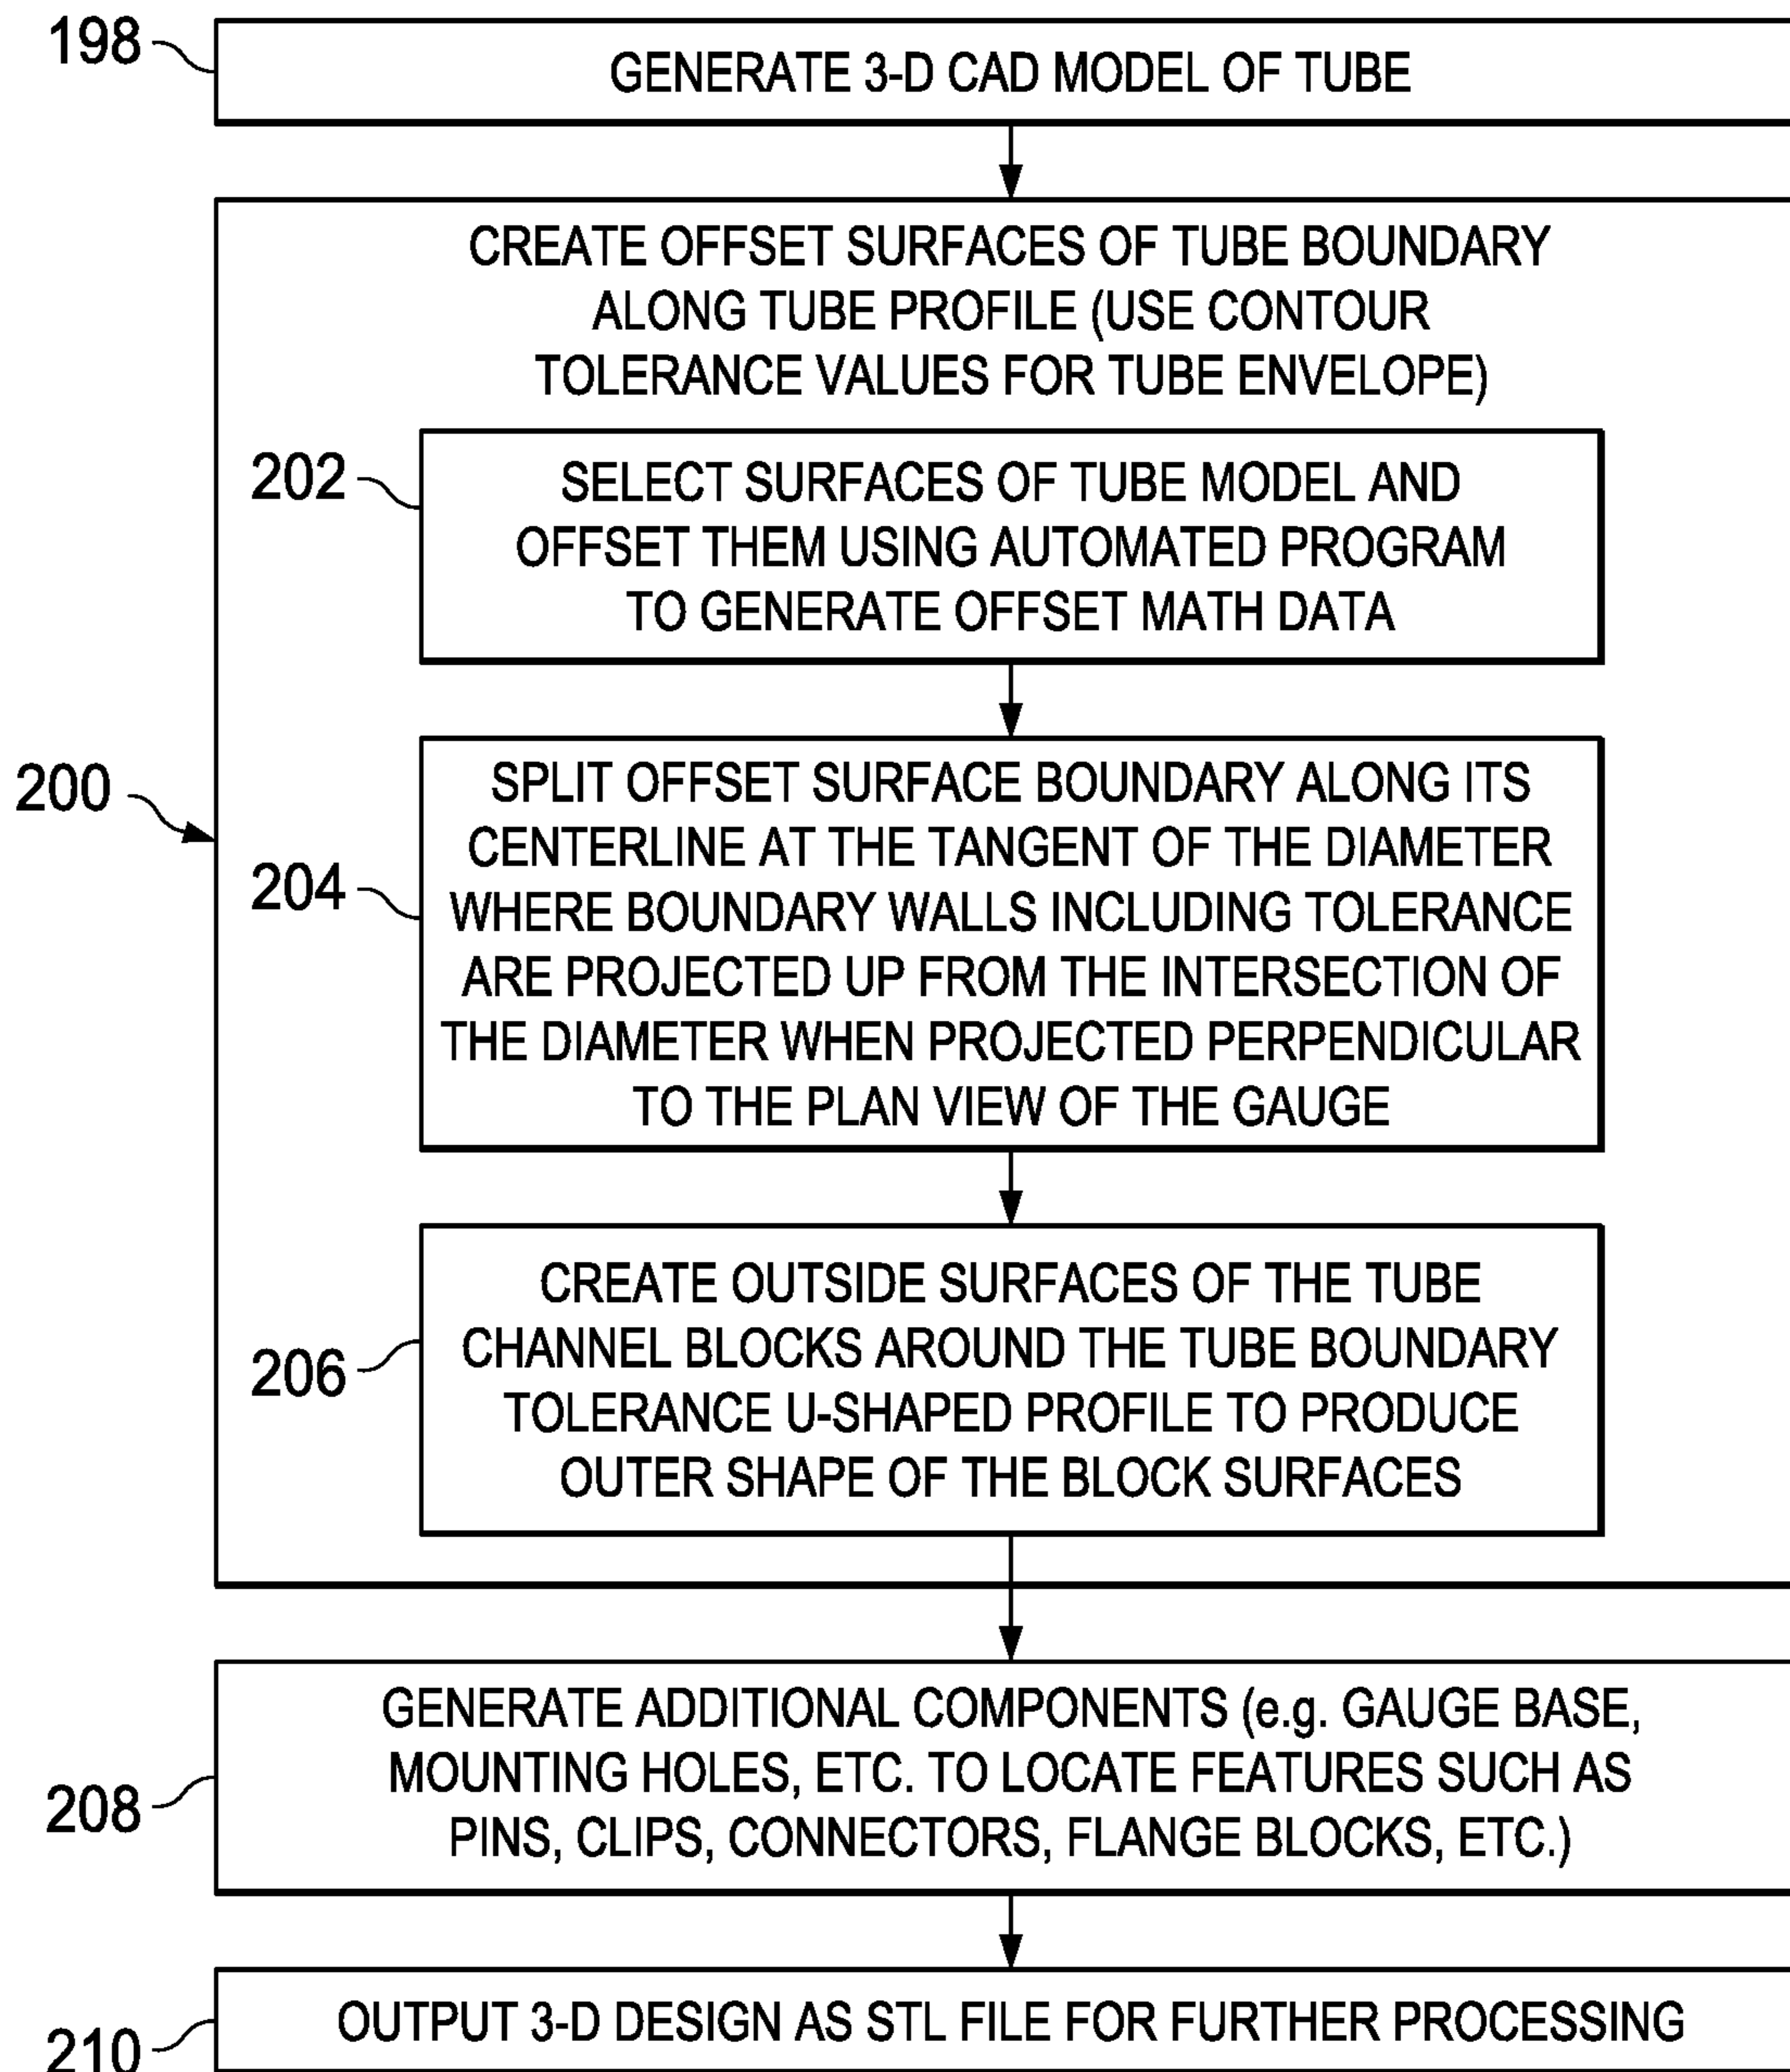 198
GENERATE 3-D CAD MODEL OF TUBE
CREATE OFFSET SURFACES OF TUBE BOUNDARY
ALONG TUBE PROFILE (USE CONTOUR
TOLERANCE VALUES FOR TUBE ENVELOPE)
200
202
SELECT SURFACES OF TUBE MODEL AND
OFFSET THEM USING AUTOMATED PROGRAM
TO GENERATE OFFSET MATH DATA
204
SPLIT OFFSET SURFACE BOUNDARY ALONG ITS
CENTERLINE AT THE TANGENT OF THE DIAMETER
WHERE BOUNDARY WALLS INCLUDING TOLERANCE
ARE PROJECTED UP FROM THE INTERSECTION OF
THE DIAMETER WHEN PROJECTED PERPENDICULAR
TO THE PLAN VIEW OF THE GAUGE
206
CREATE OUTSIDE SURFACES OF THE TUBE
CHANNEL BLOCKS AROUND THE TUBE BOUNDARY
TOLERANCE U-SHAPED PROFILE TO PRODUCE
OUTER SHAPE OF THE BLOCK SURFACES
208
GENERATE ADDITIONAL COMPONENTS (e.g. GAUGE BASE,
MOUNTING HOLES, ETC. TO LOCATE FEATURES SUCH AS
PINS, CLIPS, CONNECTORS, FLANGE BLOCKS, ETC.)
210
OUTPUT 3-D DESIGN AS STL FILE FOR FURTHER PROCESSING